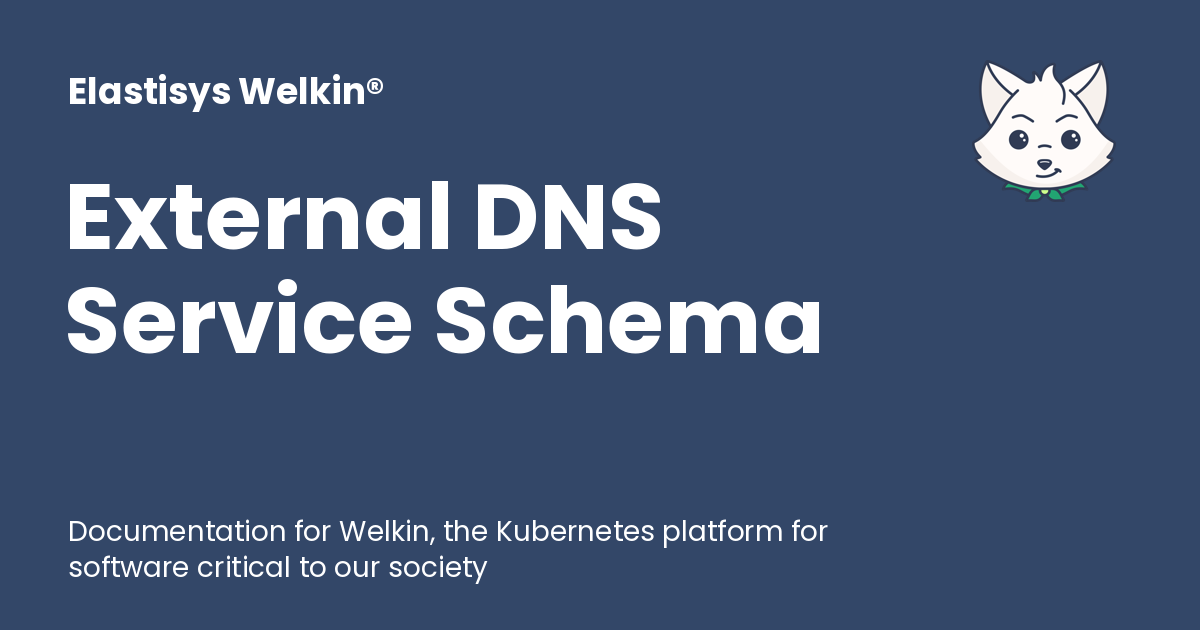 Elastisys Welkin®
External DNS
Service Schema
Documentation for Welkin, the Kubernetes platform for
software critical to our society